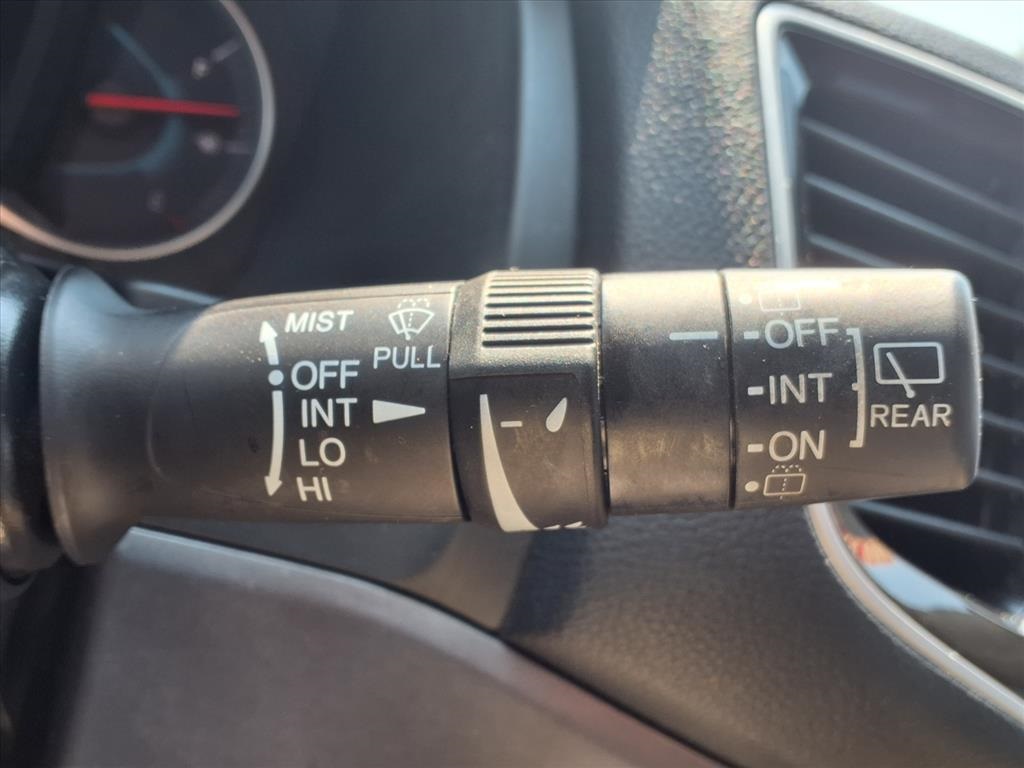 MIST
PULL
OFF
INT
LO
HI
-OFF
-INT
-ON
REAR